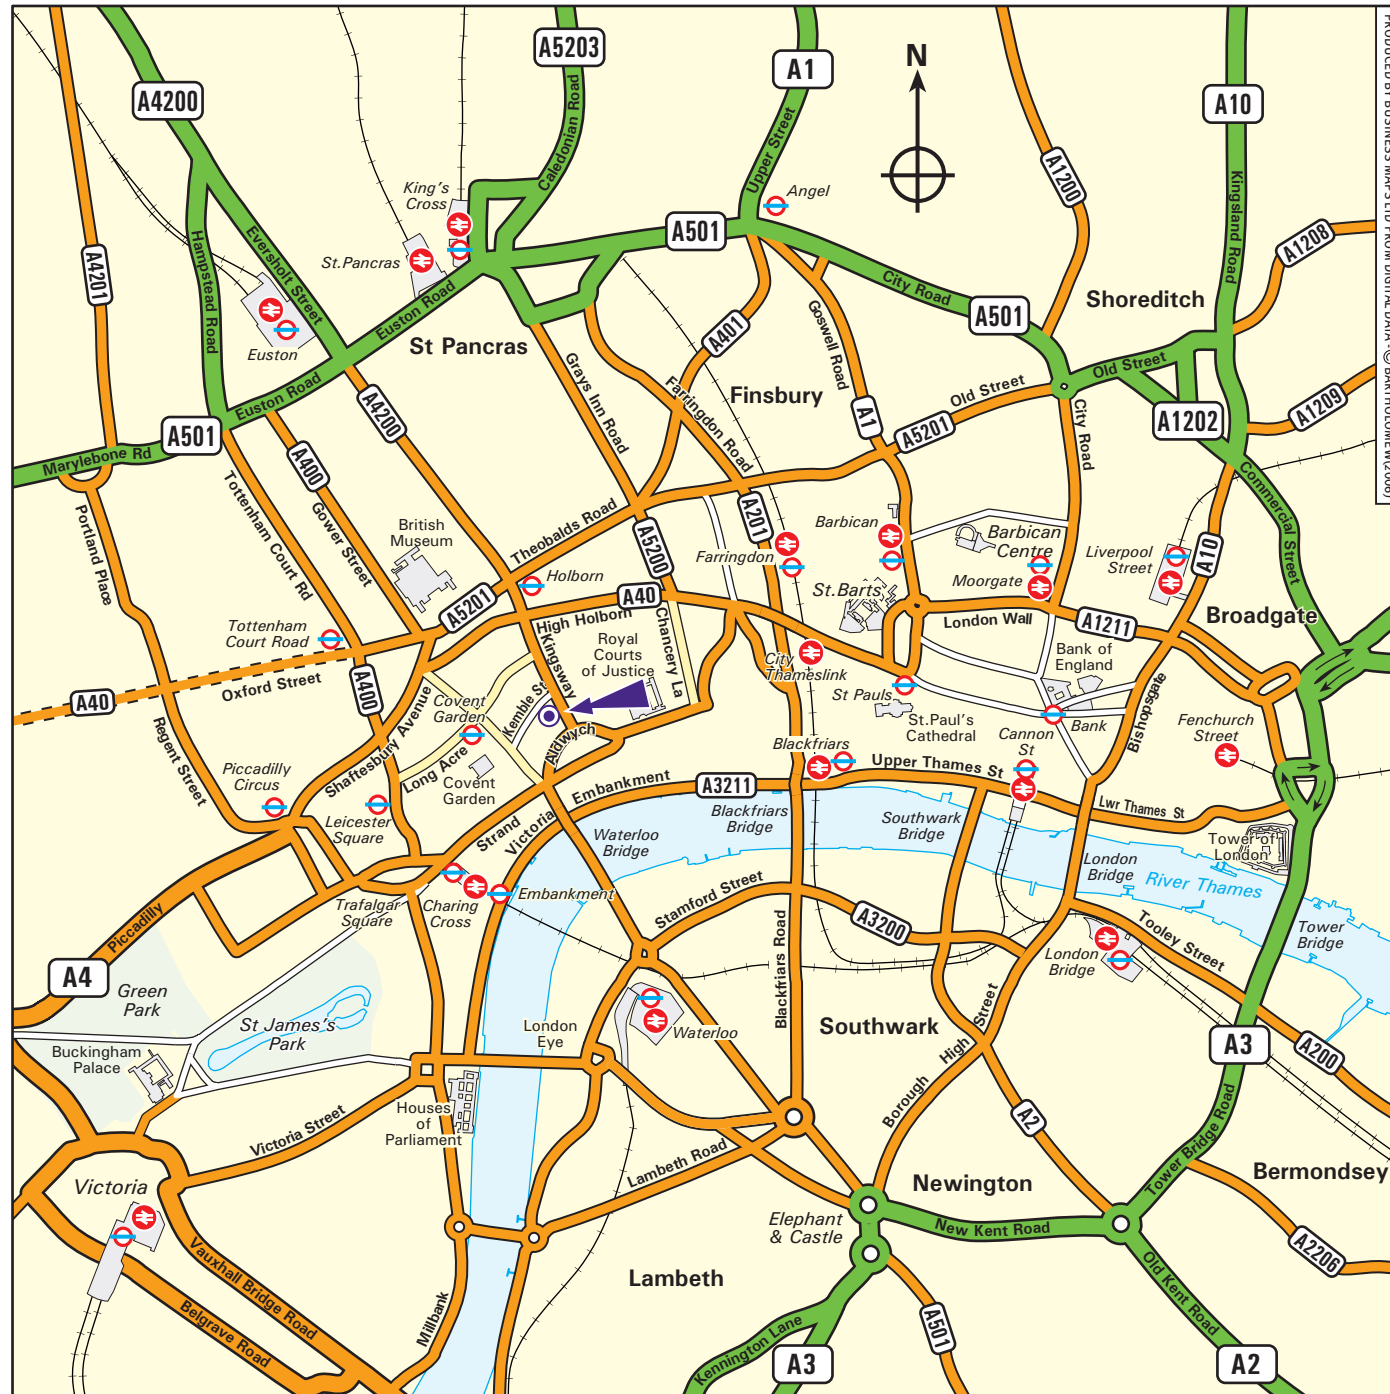 A5203
A1
A4200
A10
N
PRODUCED BY BUSINESS MAPS LTD FROM DIGITAL DATA - © BARTHOLOMEW(2000)
Caledonian Road
Upper Street
A1200
Kingsland Road
King's
Cross
Angel
A501
A1208
St.Pancras
A4201
Hampstead Road
Eversholt Street
Euston Road
City Road
Shoreditch
A501
Euston
St Pancras
A401
Goswell Road
Old Street
Finsbury
Grays Inn Road
Farringdon Road
Old Street
A1202
A1209
Euston Road
A4200
A1
A5201
City Road
A501
Marylebone Rd
A400
Commercial Street
Tottenham Court Rd
Gower Street
Portland Place
British
Museum
Theobalds Road
A201
Barbican
Barbican
Centre
A10
A5200
Farringdon
Liverpool
Street
Moorgate
Holborn
St.Barts
A5201
A40
High Holborn
Chancery La
London Wall
A1211
Broadgate
Tottenham
Court Road
Kingsway
Royal
Courts
of Justice
City
Thameslink
Bank of
England
Oxford Street
A40
A400
St Pauls
Covent
Garden
Kemble St
St.Paul's
Cathedral
Bank
Bishopsgate
Regent Street
Shaftesbury Avenue
Aldwych
Cannon
St
Fenchurch
Street
Blackfriars
Long Acre
Upper Thames St
Piccadilly
Circus
Covent
Garden
Embankment
A3211
Lwr Thames St
Leicester
Square
Strand
Victoria
Waterloo
Bridge
Blackfriars
Bridge
Southwark
Bridge
Tower of
London
London
Bridge
River Thames
Stamford Street
Trafalgar
Square
Charing
Cross
Embankment
A3200
Tooley Street
Tower
Bridge
Piccadilly
A4
Blackfriars Road
London
Bridge
Green
Park
St James's
Park
London
Eye
Waterloo
Southwark
Borough High Street
A3
A200
Buckingham
Palace
Houses
of
Parliament
Victoria Street
A2
Tower Bridge Road
Lambeth Road
Bermondsey
Victoria
Newington
Elephant
& Castle
New Kent Road
A2206
Vauxhall Bridge Road
Lambeth
Old Kent Road
Belgrave Road
Millbank
Kennington Lane
A501
A3
A2